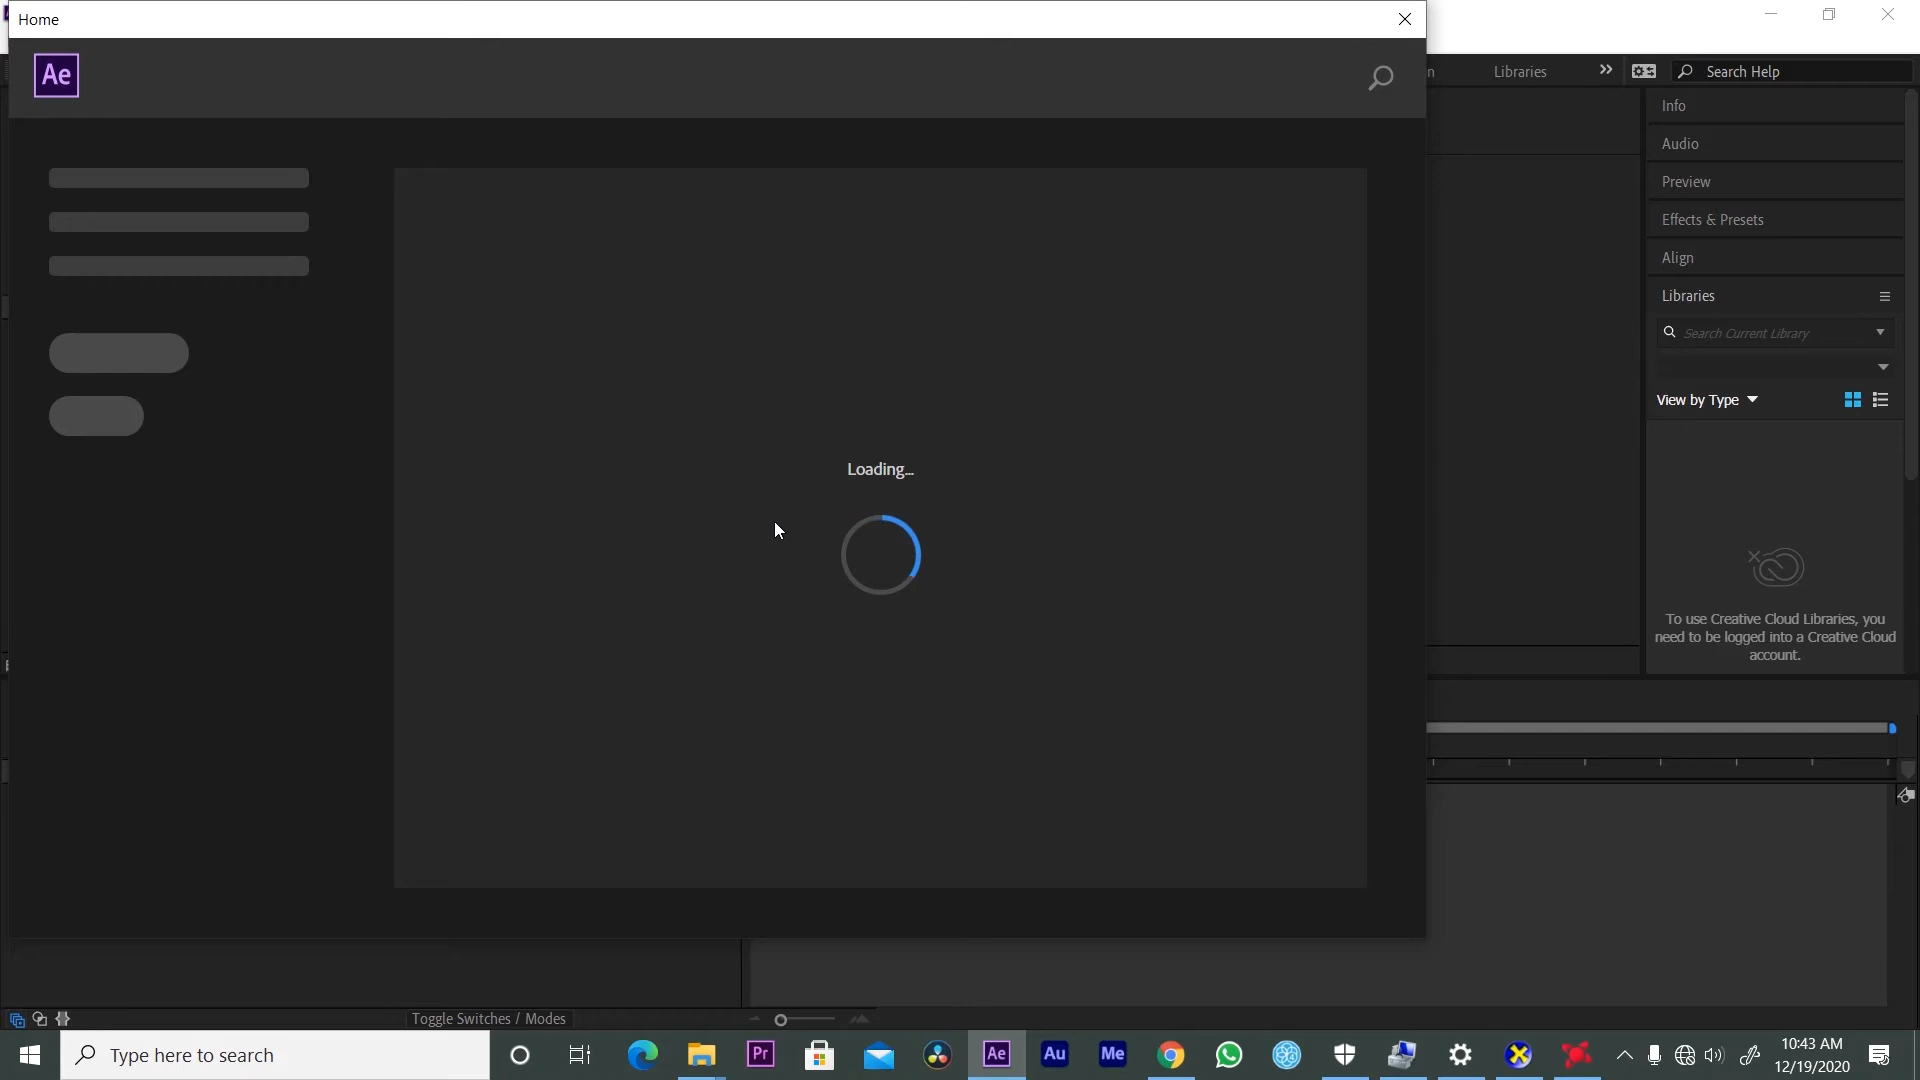 Home
Ae
Libraries
Search Help
Info
Audio
Preview
Effects & Presets
Align
Libraries
Search Current Library
View by Type
Loading...
To use Creative Cloud Libraries, you
need to be logged into a Creative Cloud
account.
Toggle Switches / Modes
Type here to search
Pr
Ae
Au
Me
10:43 AM
12/19/2020